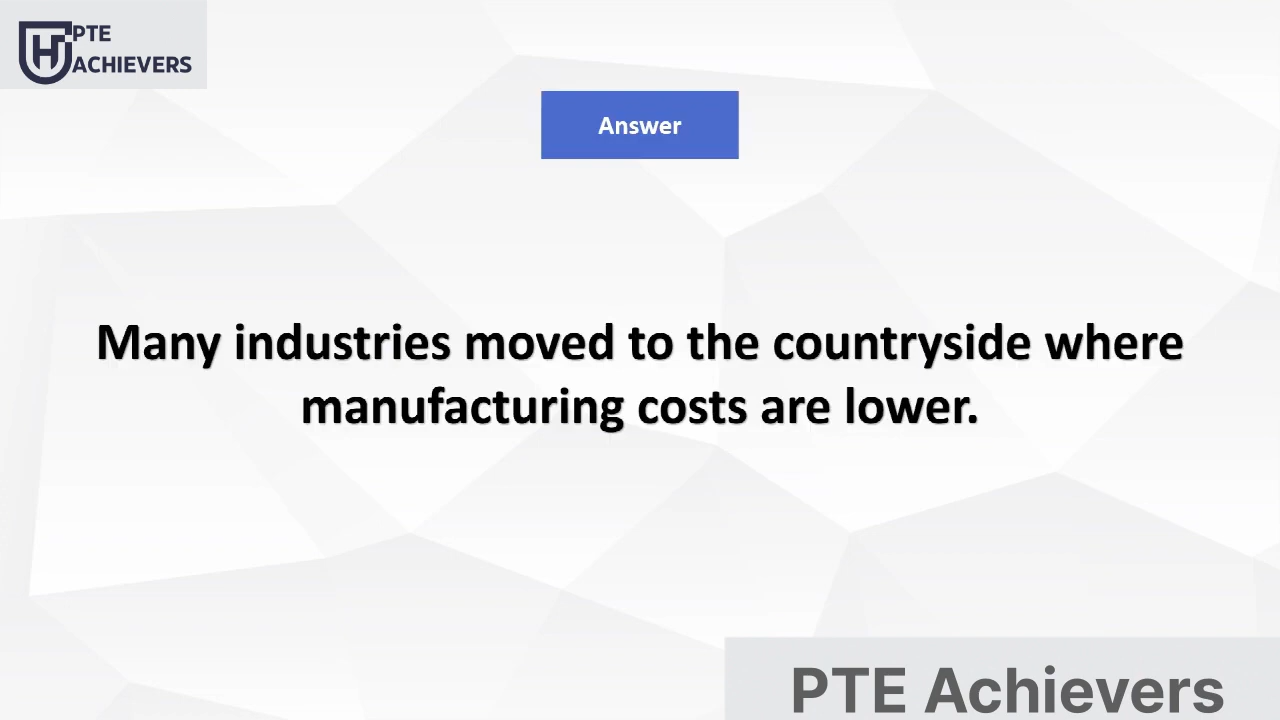 PTE
ACHIEVERS
Answer
Many industries moved to the countryside where
manufacturing costs are lower.
PTE Achievers